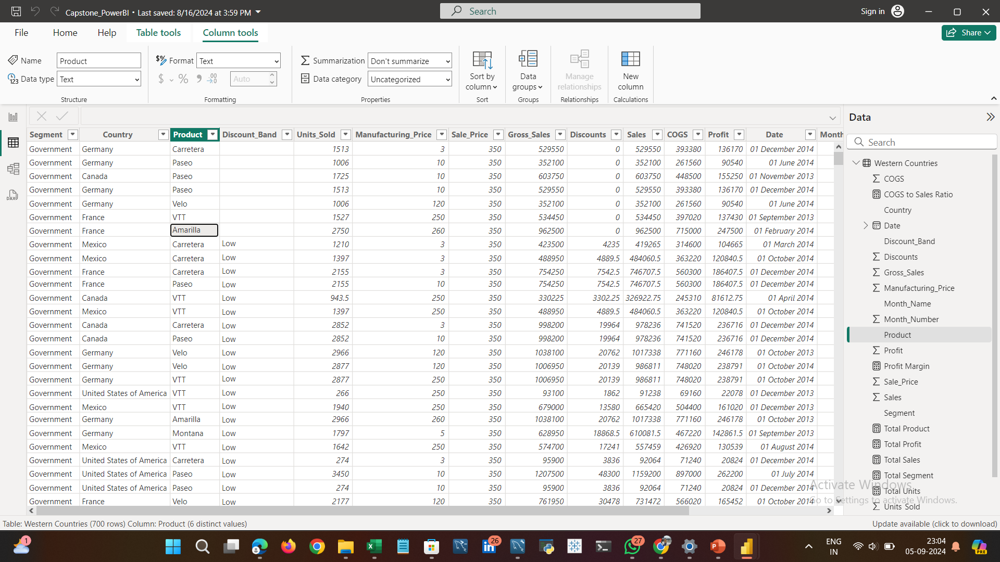 Capstone_PowerBI • Last saved: 8/16/2024 at 3:59 PM
Search
Sign in
File Home Help Table tools Column tools
Share
Name Product
Data type Text
Structure
Format Text
$ % 9 .00 Auto
Formatting
Summarization Don't summarize
Data category Uncategorized
Properties
Sort by column
Sort
Data groups
Groups
Manage relationships
Relationships
New column
Calculations
Segment Country Product Discount_Band Units_Sold Manufacturing_Price Sale_Price Gross_Sales Discounts Sales COGS Profit Date Month
Government Germany Carretera 1513 3 350 529550 0 529550 393380 136170 01 December 2014
Government Germany Paseo 1006 10 350 352100 0 352100 261560 90540 01 June 2014
Government Canada Paseo 1725 10 350 603750 0 603750 448500 155250 01 November 2013
Government Germany Paseo 1513 10 350 529550 0 529550 393380 136170 01 December 2014
Government Germany Velo 1006 120 350 352100 0 352100 261560 90540 01 June 2014
Government France VTT 1527 250 350 534450 0 534450 397020 137430 01 September 2013
Government France Amarilla 2750 260 350 962500 0 962500 715000 247500 01 February 2014
Government Mexico Carretera Low 1210 3 350 423500 4235 419265 314600 104665 01 March 2014
Government Mexico Carretera Low 1397 3 350 488950 4889.5 484060.5 363220 120840.5 01 October 2014
Government France Carretera Low 2155 3 350 754250 7542.5 746707.5 560300 186407.5 01 December 2014
Government France Paseo Low 2155 10 350 754250 7542.5 746707.5 560300 186407.5 01 December 2014
Government Canada VTT Low 943.5 250 350 330225 3302.25 326922.75 245310 81612.75 01 April 2014
Government Mexico VTT Low 1397 250 350 488950 4889.5 484060.5 363220 120840.5 01 October 2014
Government Canada Carretera Low 2852 3 350 998200 19964 978236 741520 236716 01 December 2014
Government Canada Paseo Low 2852 10 350 998200 19964 978236 741520 236716 01 December 2014
Government Germany Velo Low 2966 120 350 1038100 20762 1017338 771160 246178 01 October 2013
Government Germany Velo Low 2877 120 350 1006950 20139 986811 748020 238791 01 October 2014
Government Germany VTT Low 2877 250 350 1006950 20139 986811 748020 238791 01 October 2014
Government United States of America VTT Low 266 250 350 93100 1862 91238 69160 22078 01 December 2013
Government Mexico VTT Low 1940 250 350 679000 13580 665420 504400 161020 01 December 2013
Government Germany Amarilla Low 2966 260 350 1038100 20762 1017338 771160 246178 01 October 2013
Government Germany Montana Low 1797 5 350 628950 18868.5 610081.5 467220 142861.5 01 September 2013
Government Mexico VTT Low 1642 250 350 574700 17241 557459 426920 130539 01 August 2014
Government United States of America Carretera Low 274 3 350 95900 3836 92064 71240 20824 01 December 2014
Government United States of America Paseo Low 3450 10 350 1207500 48300 1159200 897000 262200 01 July 2014
Government United States of America Paseo Low 274 10 350 95900 3836 92064 71240 20824 01 December 2014
Government France Velo Low 2177 120 350 761950 30478 731472 566020 165452 01 October 2014
Data
Search
Western Countries
COGS
COGS to Sales Ratio
Country
Date
Discount_Band
Discounts
Gross_Sales
Manufacturing_Price
Month_Name
Month_Number
Product
Profit
Profit Margin
Sale_Price
Sales
Segment
Total Product
Total Profit
Total Sales
Total Segment
Total Units
Units Sold
Activate Windows
Go to Settings to activate Windows.
Table: Western Countries (700 rows) Column: Product (6 distinct values)
Update available (click to download)
1
26
27
ENG
IN
23:04
05-09-2024
PRE